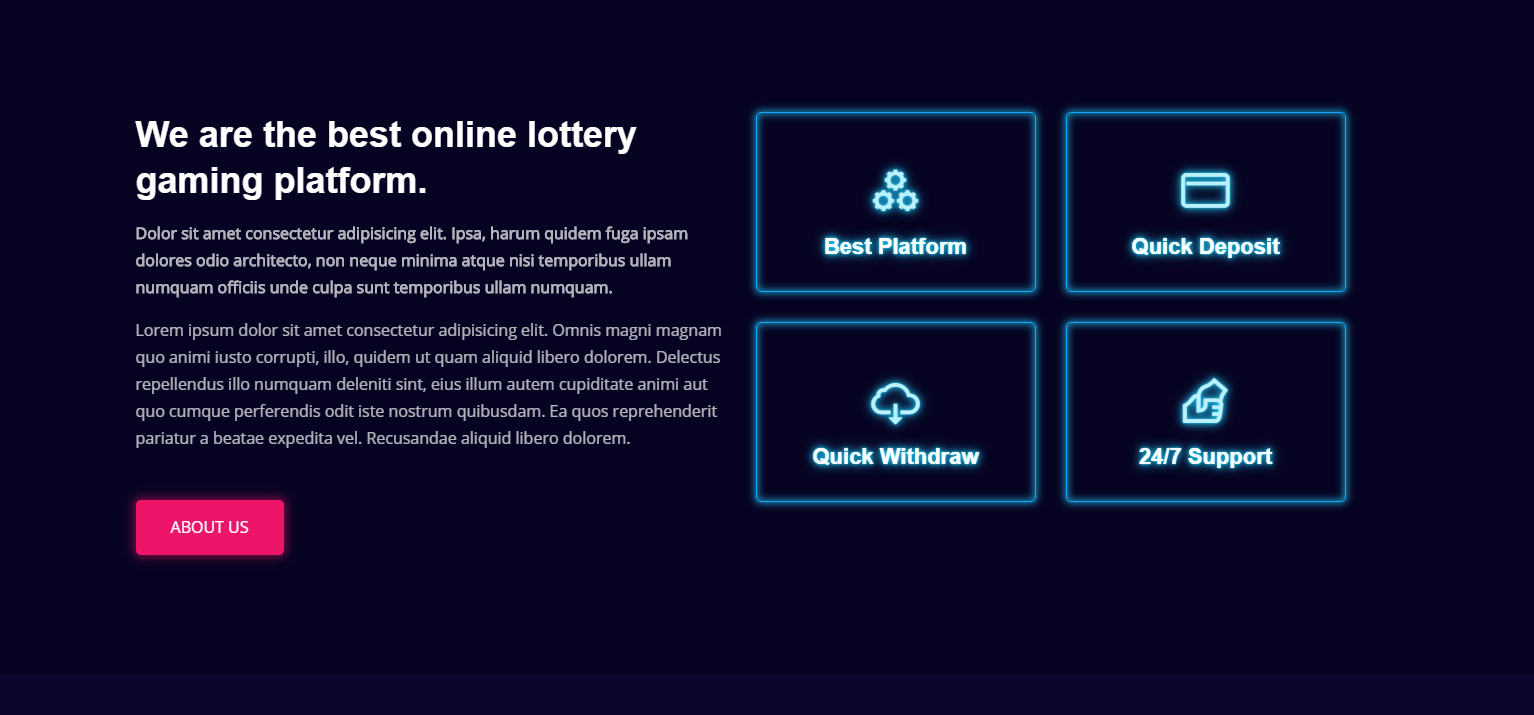 We are the best online lottery
gaming platform.
Dolor sit amet consectetur adipisicing elit. Ipsa, harum quidem fuga ipsam
dolores odio architecto, non neque minima atque nisi temporibus ullam
numquam officiis unde culpa sunt temporibus ullam numquam.
Lorem ipsum dolor sit amet consectetur adipisicing elit. Omnis magni magnam
quo animi iusto corrupti, illo, quidem ut quam aliquid libero dolorem. Delectus
repellendus illo numquam deleniti sint, eius illum autem cupiditate animi aut
quo cumque perferendis odit iste nostrum quibusdam. Ea quos reprehenderit
pariatur a beatae expedita vel. Recusandae aliquid libero dolorem.
ABOUT US
Best Platform
Quick Deposit
Quick Withdraw
24/7 Support